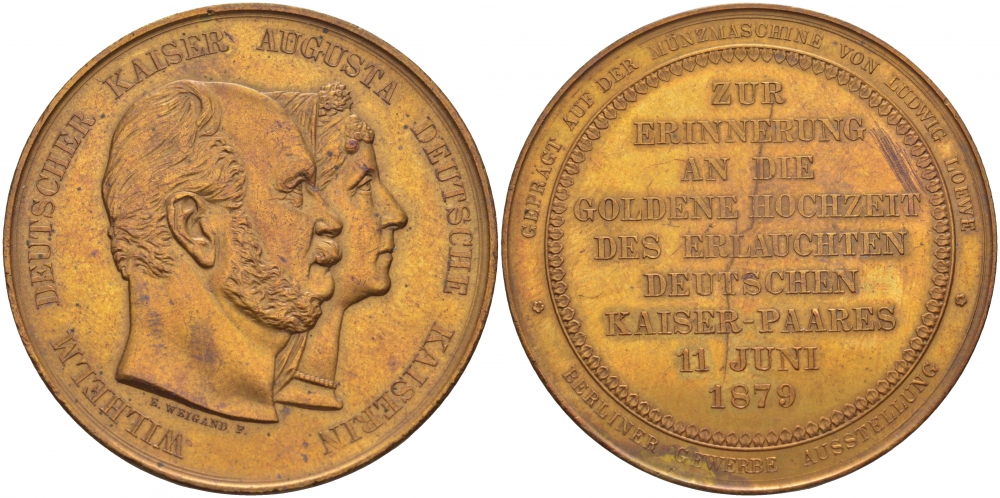 WILHELM DEUTSCHER KAISER AUGUSTA DEUTSCHE KAISERIN
E. WEIGAND F.
GEPRÄGT AUF DER MÜNZMASCHINE VON LUDWIG LOEWE
ZUR
ERINNERUNG
AN DIE
GOLDENE HOCHZEIT
DES ERLAUCHTEN
DEUTSCHEN
KAISER-PAARES
11 JUNI
1879
BERLINER GEWERBE AUSSTELLUNG